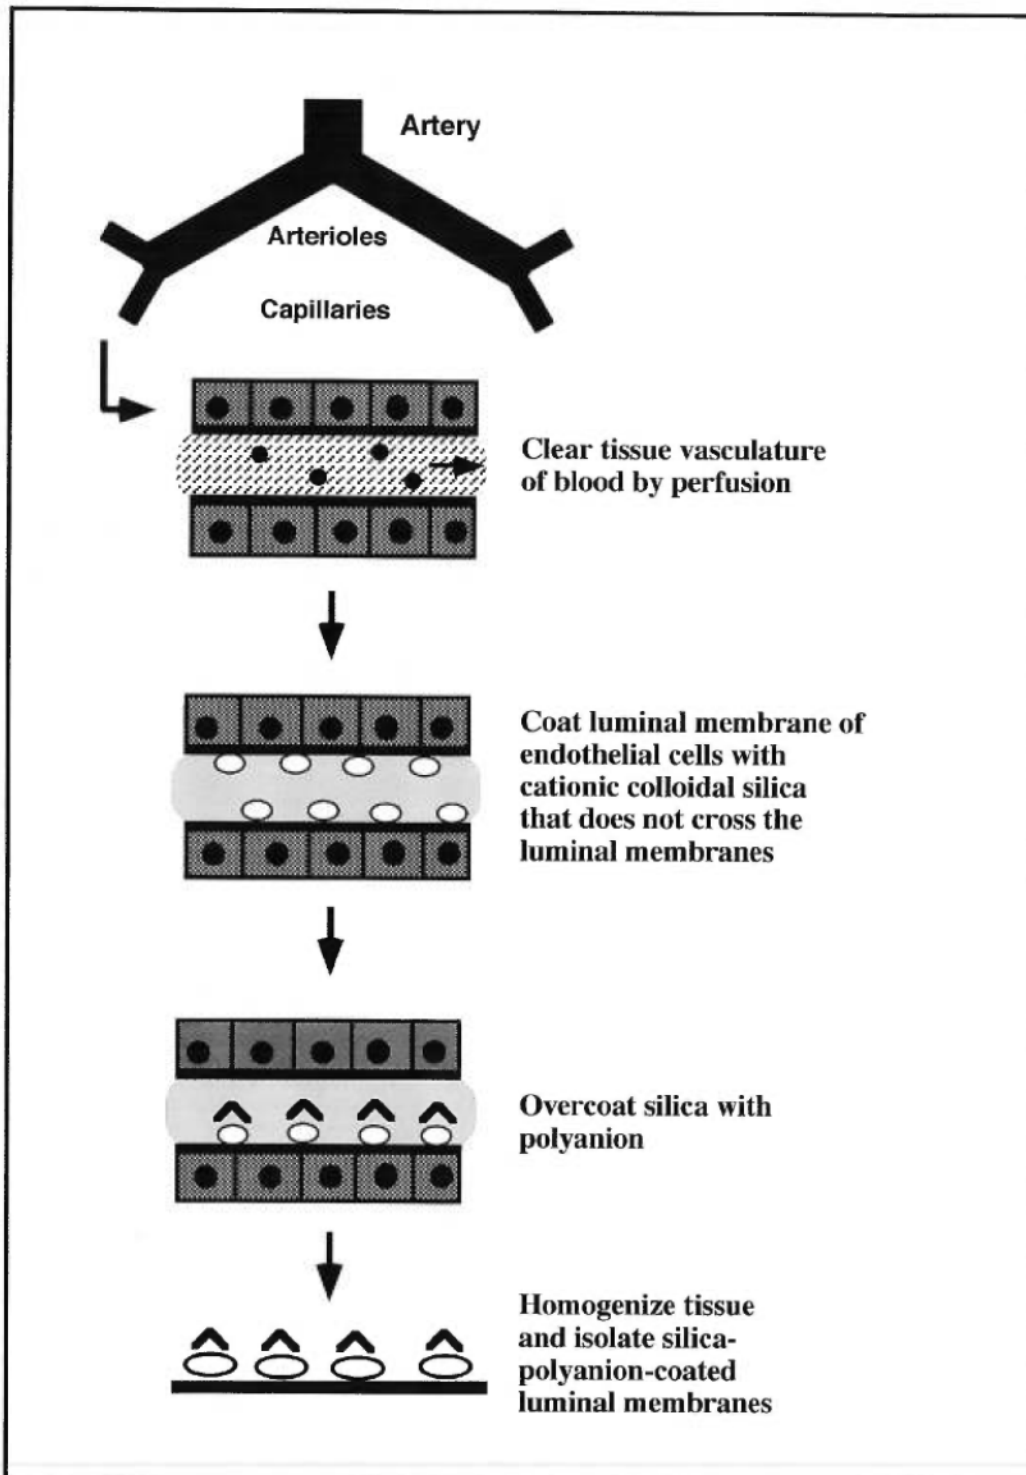 Artery
Arterioles
Capillaries
Clear tissue vasculature
of blood by perfusion
Coat luminal membrane of
endothelial cells with
cationic colloidal silica
that does not cross the
luminal membranes
Overcoat silica with
polyanion
Homogenize tissue
and isolate silica-
polyanion-coated
luminal membranes